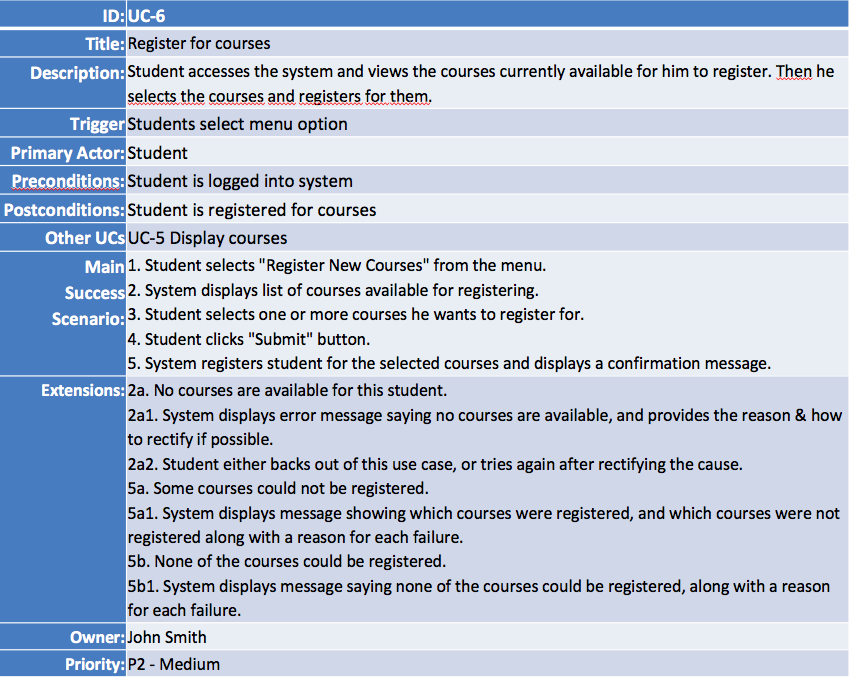 ID: UC-6
Title: Register for courses
Description: Student accesses the system and views the courses currently available for him to register. Then he
selects the courses and registers for them.
Trigger Students select menu option
Primary Actor: Student
Preconditions: Student is logged into system
Postconditions: Student is registered for courses
Other UCs UC-5 Display courses
Main Success Scenario: 1. Student selects "Register New Courses" from the menu.
2. System displays list of courses available for registering.
3. Student selects one or more courses he wants to register for.
4. Student clicks "Submit" button.
5. System registers student for the selected courses and displays a confirmation message.
Extensions: 2a. No courses are available for this student.
2a1. System displays error message saying no courses are available, and provides the reason & how
to rectify if possible.
2a2. Student either backs out of this use case, or tries again after rectifying the cause.
5a. Some courses could not be registered.
5a1. System displays message showing which courses were registered, and which courses were not
registered along with a reason for each failure.
5b. None of the courses could be registered.
5b1. System displays message saying none of the courses could be registered, along with a reason
for each failure.
Owner: John Smith
Priority: P2 - Medium